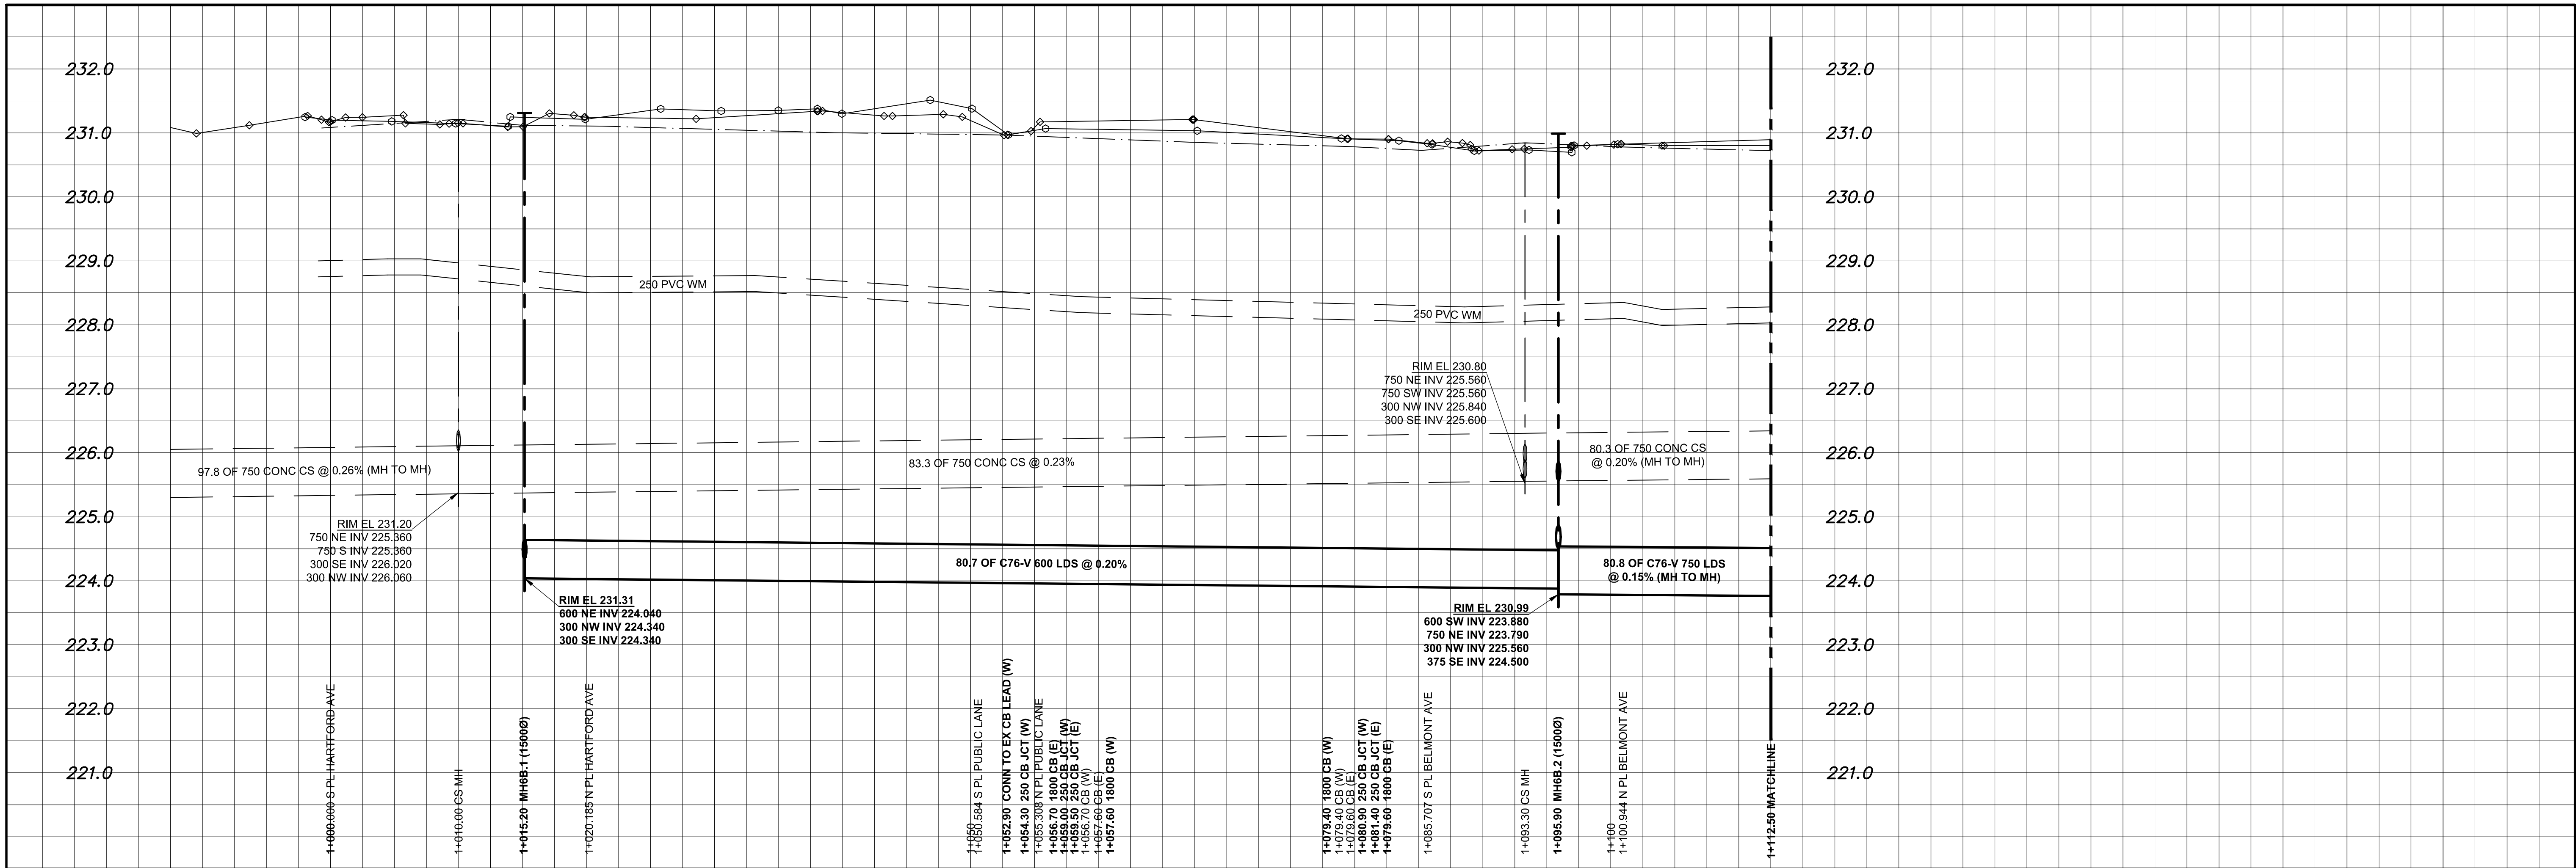 232.0
232.0
231.0
231.0
230.0
230.0
229.0
229.0
250 PVC WM
228.0
250 PVC WM
228.0
227.0
227.0
RIM EL 230.80
750 NE INV 225.560
750 SW INV 225.560
300 NW INV 225.840
300 SE INV 225.600
226.0
226.0
97.8 OF 750 CONC CS @ 0.26% (MH TO MH)
83.3 OF 750 CONC CS @ 0.23%
80.3 OF 750 CONC CS
@ 0.20% (MH TO MH)
225.0
225.0
RIM EL 231.20
750 NE INV 225.360
750 S INV 225.360
300 SE INV 226.020
300 NW INV 226.060
224.0
224.0
80.7 OF C76-V 600 LDS @ 0.20%
80.8 OF C76-V 750 LDS
@ 0.15% (MH TO MH)
RIM EL 231.31
600 NE INV 224.040
300 NW INV 224.340
300 SE INV 224.340
RIM EL 230.99
600 SW INV 223.880
750 NE INV 223.790
300 NW INV 225.560
375 SE INV 224.500
223.0
223.0
222.0
222.0
221.0
221.0
1+000.000 S PL HARTFORD AVE
1+010.00 CS MH
1+015.20 MH6B.1 (1500Ø)
1+020.185 N PL HARTFORD AVE
1+050
1+050.584 S PL PUBLIC LANE
1+052.90 CONN TO EX CB LEAD (W)
1+054.30 250 CB JCT (W)
1+055.308 N PL PUBLIC LANE
1+056.70 1800 CB (E)
1+059.00 250 CB JCT (W)
1+059.50 250 CB JCT (E)
1+056.70 CB (W)
1+057.60 CB (E)
1+057.60 1800 CB (W)
1+079.40 1800 CB (W)
1+079.40 CB (W)
1+079.60 CB (E)
1+080.90 250 CB JCT (W)
1+081.40 250 CB JCT (E)
1+079.60 1800 CB (E)
1+085.707 S PL BELMONT AVE
1+093.30 CS MH
1+095.90 MH6B.2 (1500Ø)
1+100
1+100.944 N PL BELMONT AVE
1+112.50 MATCHLINE